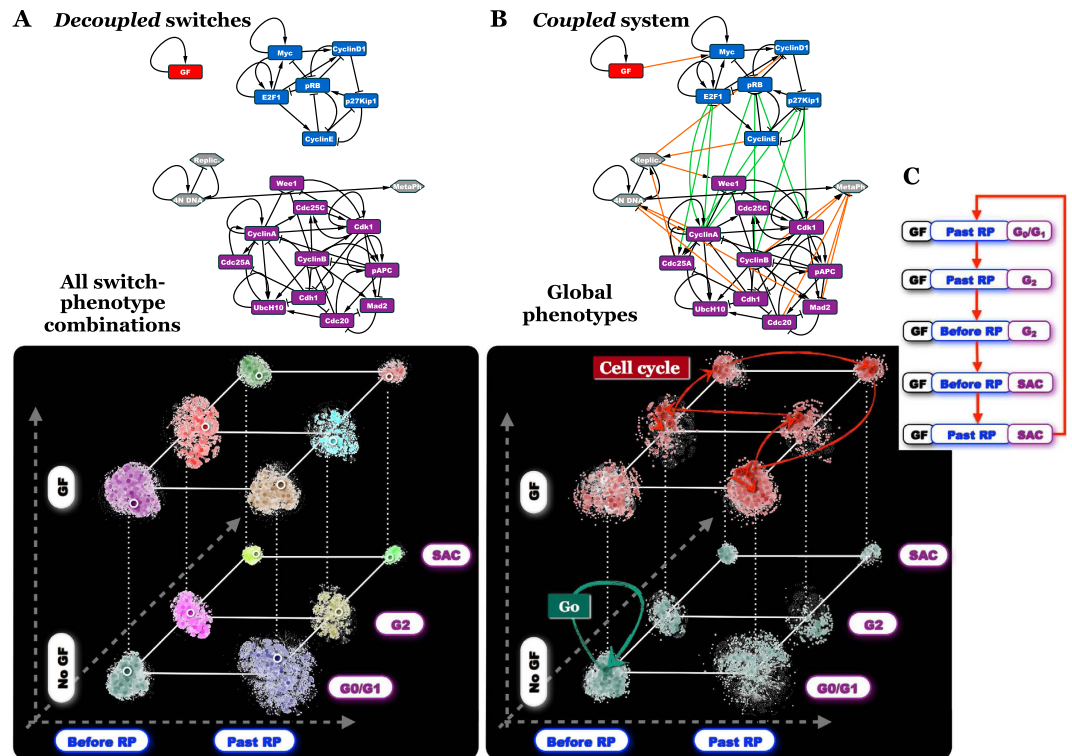 A
Decoupled switches
GF
Myc
CyclinD1
pRB
E2F1
p27Kip1
CyclinE
Replic.
4N DNA
MetaPh
Wee1
Cdc25C
CyclinA
Cdk1
Cdc25A
CyclinB
pAPC
Cdh1
UbcH10
Mad2
Cdc20
All switch-
phenotype
combinations
GF
No GF
SAC
G2
G0/G1
Before RP
Past RP
B
Coupled system
GF
Myc
CyclinD1
pRB
E2F1
p27Kip1
CyclinE
Replic.
4N DNA
MetaPh
Wee1
Cdc25C
CyclinA
Cdk1
Cdc25A
CyclinB
pAPC
Cdh1
UbcH10
Mad2
Cdc20
Global
phenotypes
Cell cycle
Go
GF
No GF
SAC
G2
G0/G1
Before RP
Past RP
C
GF Past RP G₀/G₁
GF Past RP G₂
GF Before RP G₂
GF Before RP SAC
GF Past RP SAC